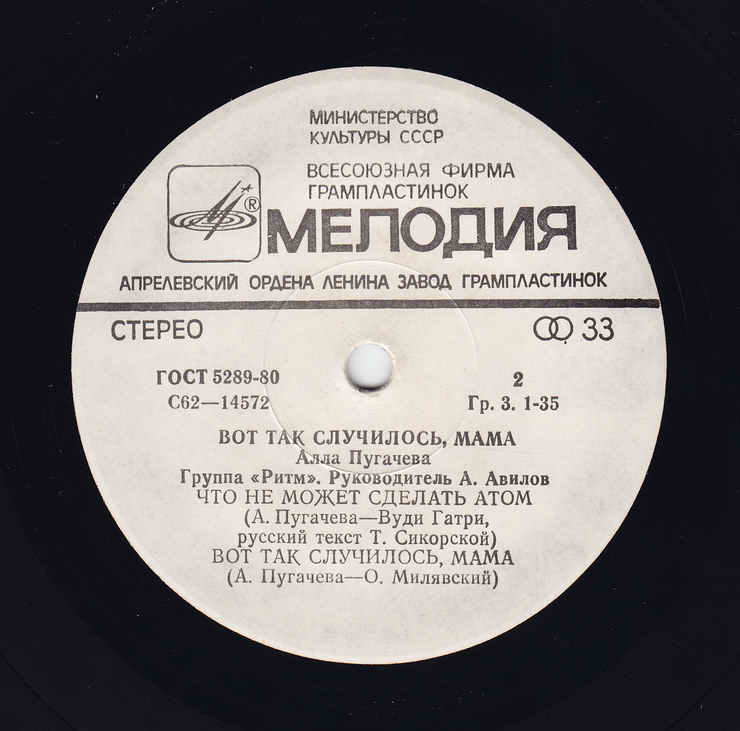 МИНИСТЕРСТВО
КУЛЬТУРЫ СССР
ВСЕСОЮЗНАЯ ФИРМА
ГРАМПЛАСТИНОК
®
МЕЛОДИЯ
АПРЕЛЕВСКИЙ ОРДЕНА ЛЕНИНА ЗАВОД ГРАМПЛАСТИНОК
СТЕРЕО 33
ГОСТ 5289-80 2
С62—14572 Гр. 3. 1-35
ВОТ ТАК СЛУЧИЛОСЬ, МАМА
Алла Пугачева
Группа «Ритм». Руководитель А. Авилов
ЧТО НЕ МОЖЕТ СДЕЛАТЬ АТОМ
(А. Пугачева—Вуди Гатри,
русский текст Т. Сикорской)
ВОТ ТАК СЛУЧИЛОСЬ, МАМА
(А. Пугачева—О. Милявский)